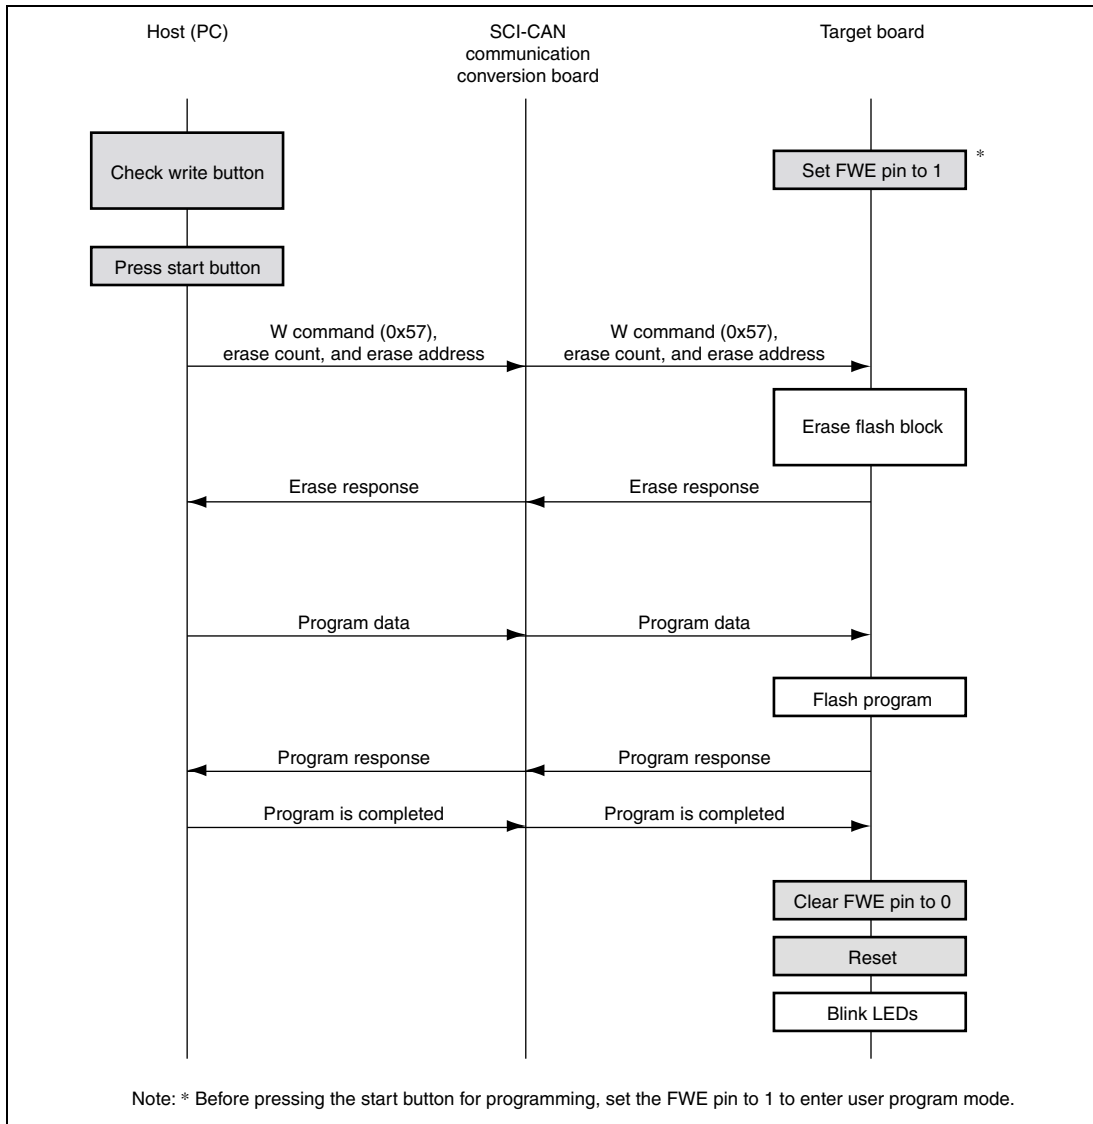 Host (PC)
SCI-CAN
communication
conversion board
Target board
Check write button
Set FWE pin to 1
*
Press start button
W command (0x57),
erase count, and erase address
W command (0x57),
erase count, and erase address
Erase flash block
Erase response
Erase response
Program data
Program data
Flash program
Program response
Program response
Program is completed
Program is completed
Clear FWE pin to 0
Reset
Blink LEDs
Note: * Before pressing the start button for programming, set the FWE pin to 1 to enter user program mode.